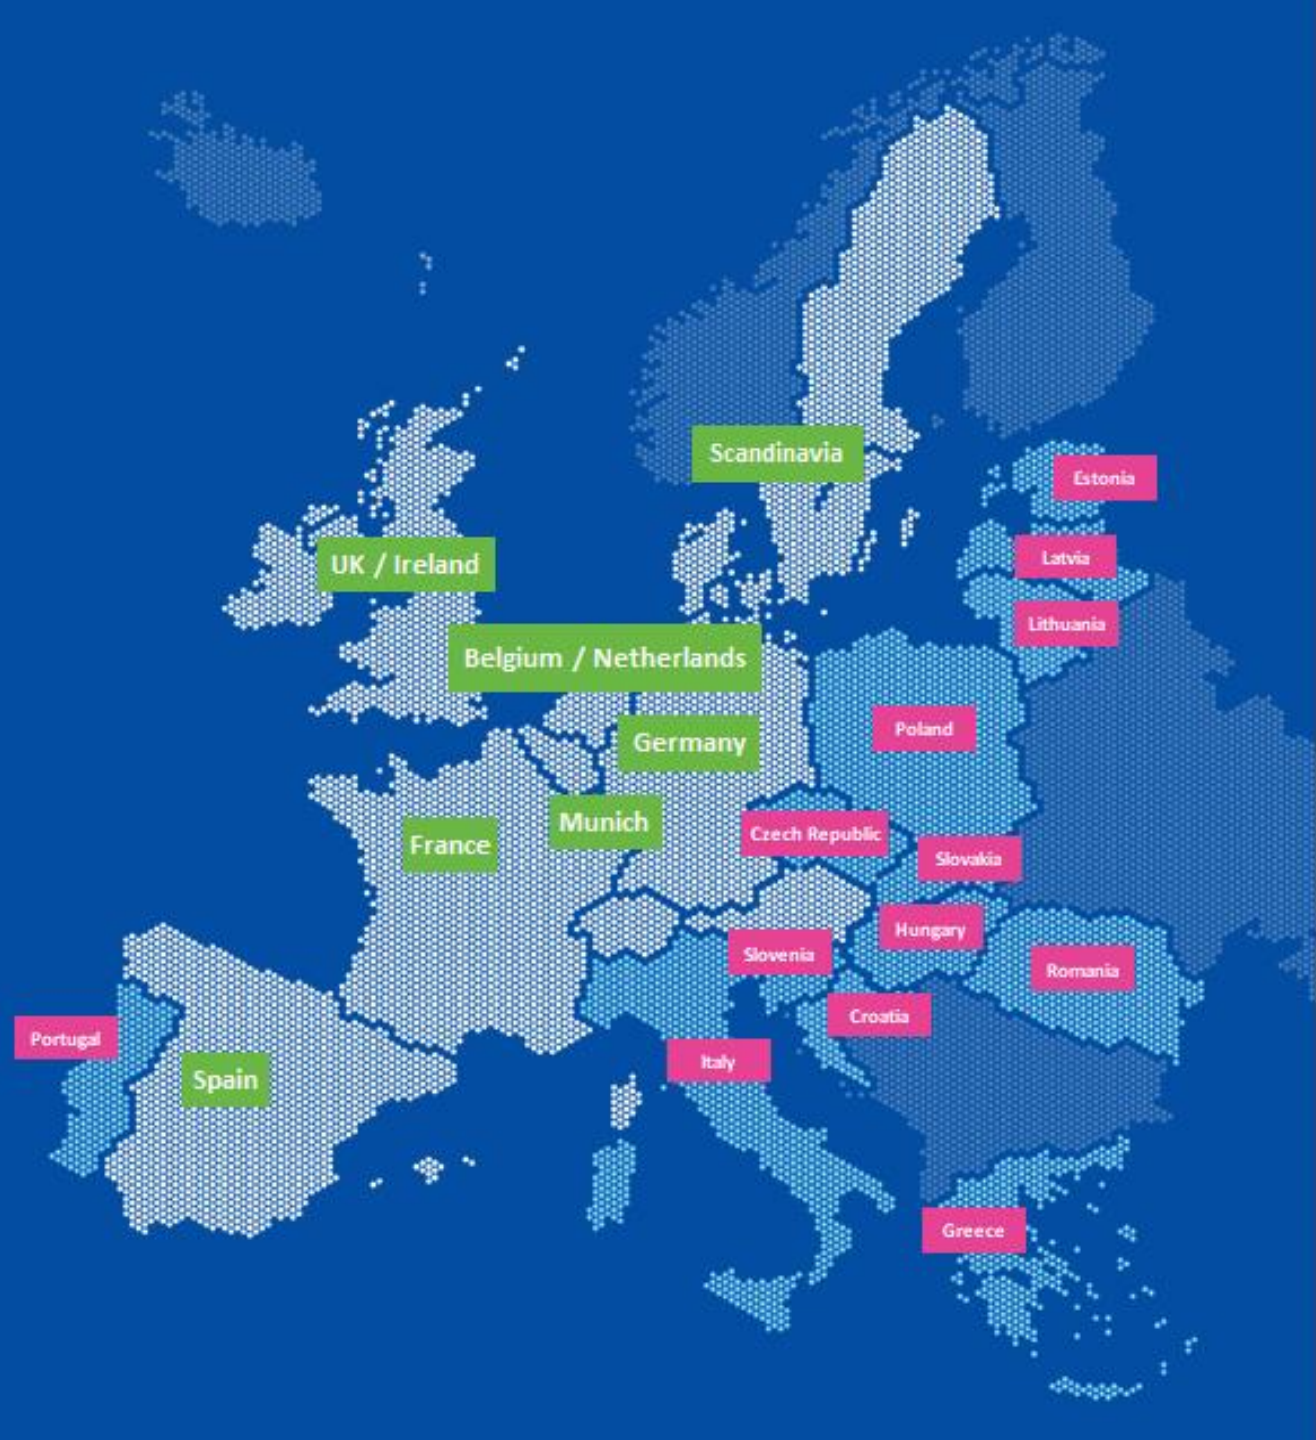 Scandinavia
Estonia
Latvia
UK / Ireland
Lithuania
Belgium / Netherlands
Poland
Germany
Munich
Czech Republic
France
Slovakia
Hungary
Slovenia
Romania
Croatia
Portugal
Italy
Spain
Greece